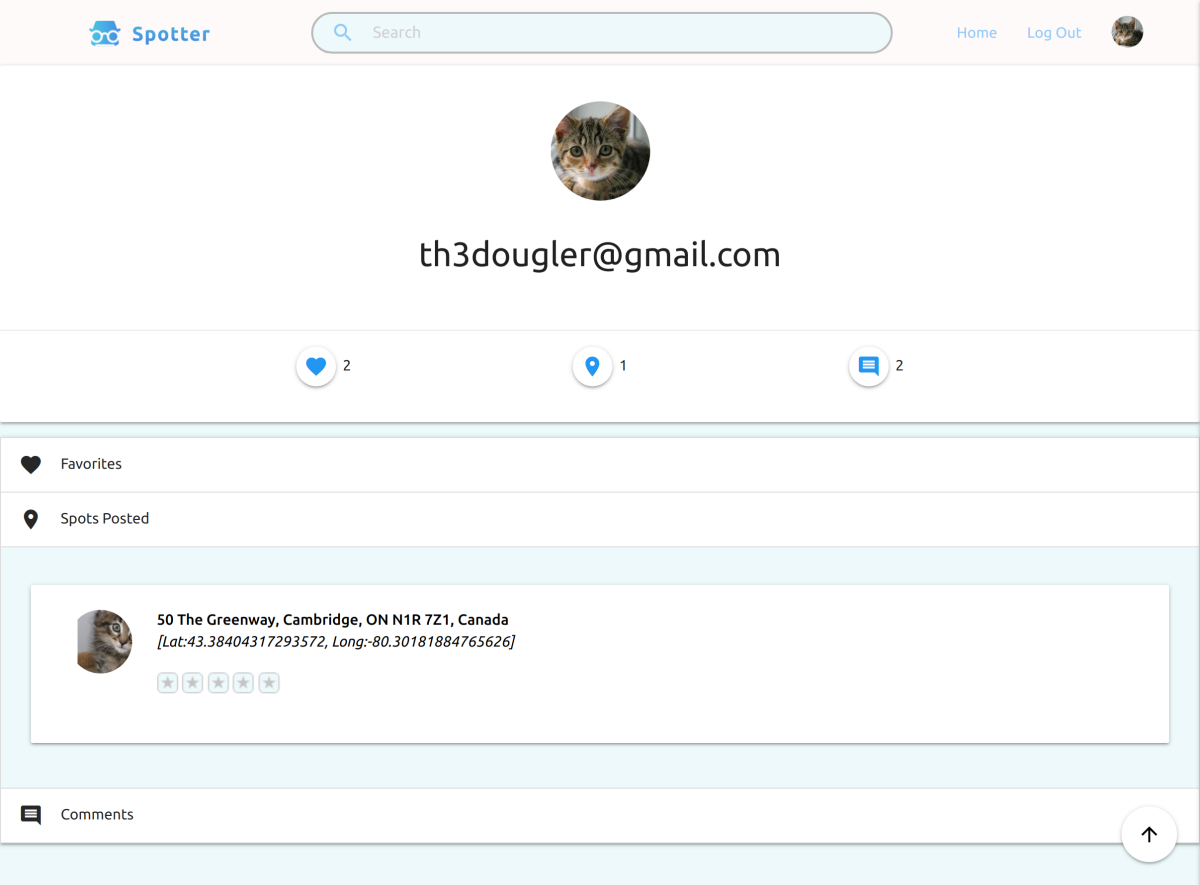 Spotter
Search
Home
Log Out
th3dougler@gmail.com
2
1
2
Favorites
Spots Posted
50 The Greenway, Cambridge, ON N1R 7Z1, Canada
[Lat:43.38404317293572, Long:-80.30181884765626]
Comments